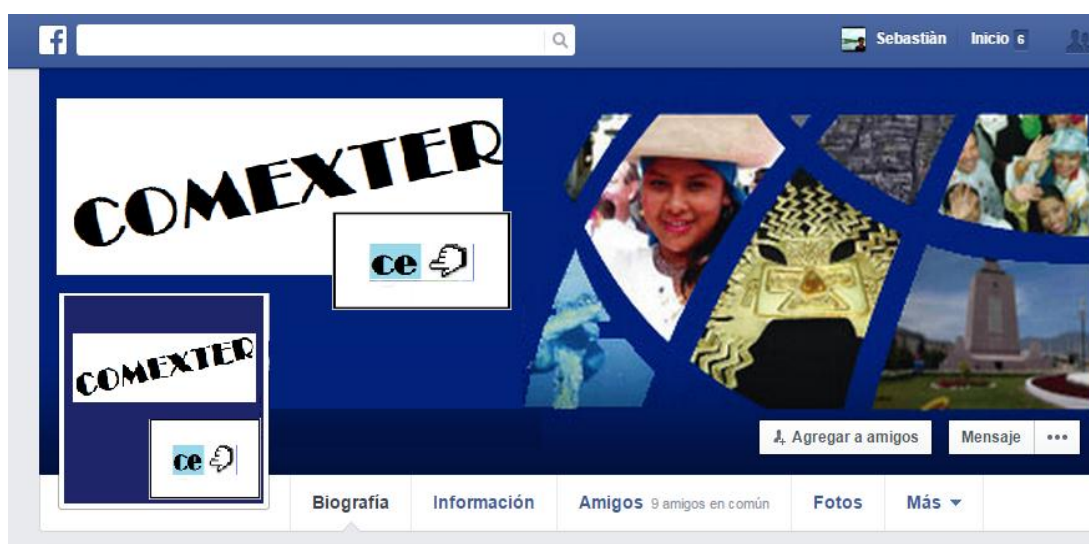 f
Sebastiàn Inicio 6
COMEXTER
ce
COMEXTER
ce
Agregar a amigos Mensaje
Biografía Información Amigos 9 amigos en común Fotos Más